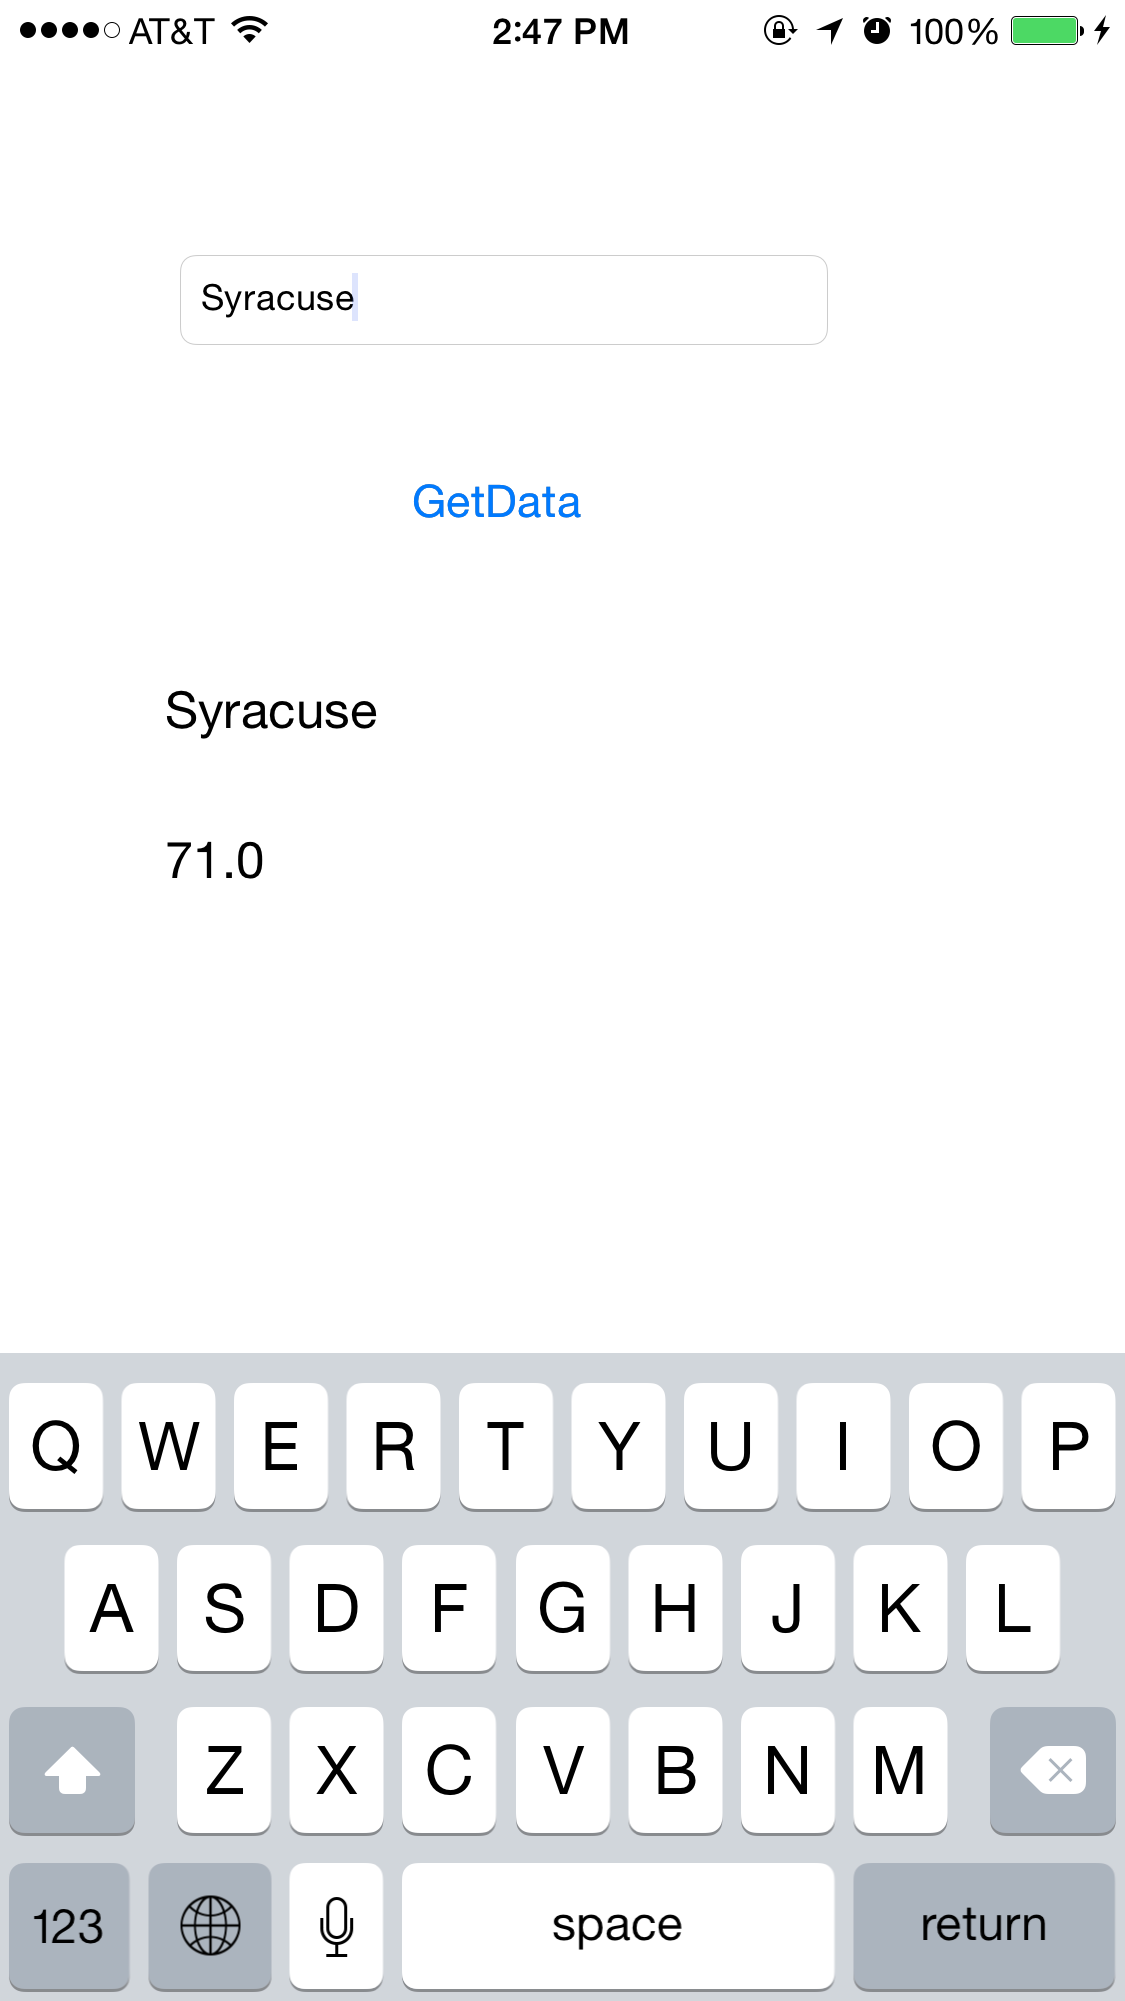 AT&T 2:47 PM 100%
Syracuse
GetData
Syracuse
71.0
Q W E R T Y U I O P
A S D F G H J K L
Z X C V B N M
123 space return